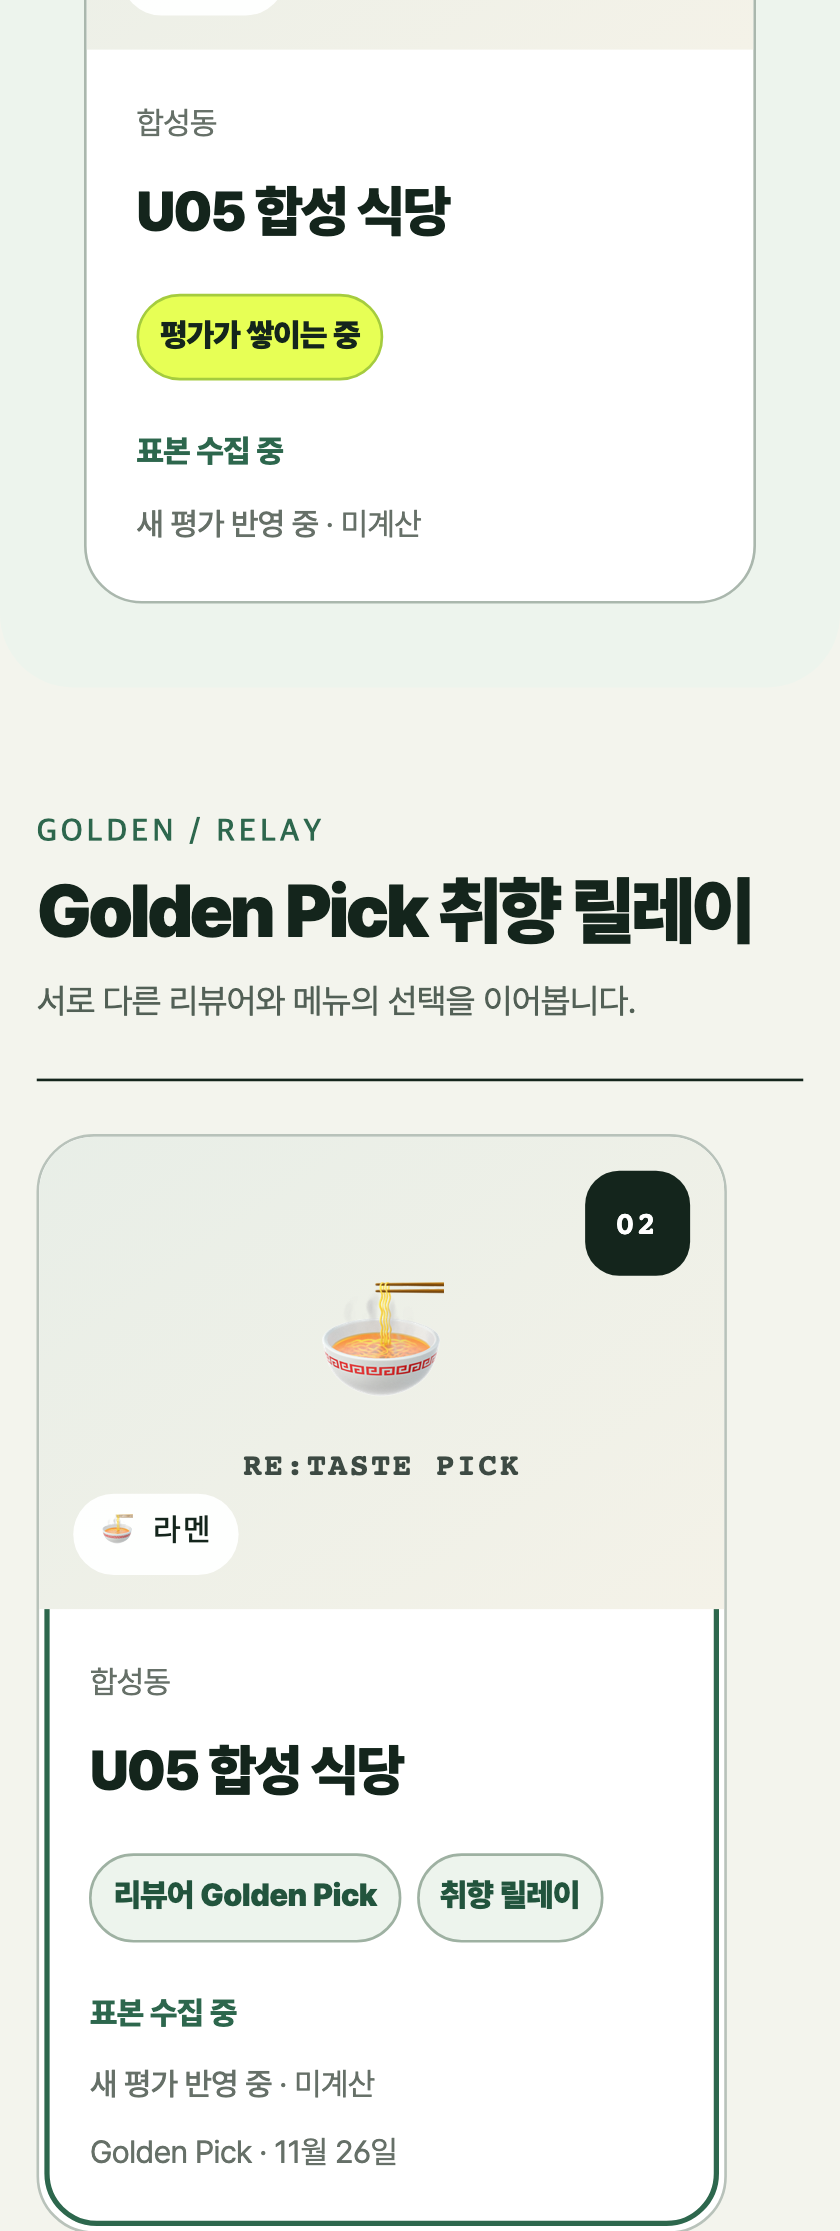 합성동
U05 합성 식당
평가가 쌓이는 중
표본 수집 중
새 평가 반영 중 · 미계산
GOLDEN / RELAY
Golden Pick 취향 릴레이
서로 다른 리뷰어와 메뉴의 선택을 이어봅니다.
02
RE:TASTE PICK
라멘
합성동
U05 합성 식당
리뷰어 Golden Pick 취향 릴레이
표본 수집 중
새 평가 반영 중 · 미계산
Golden Pick · 11월 26일